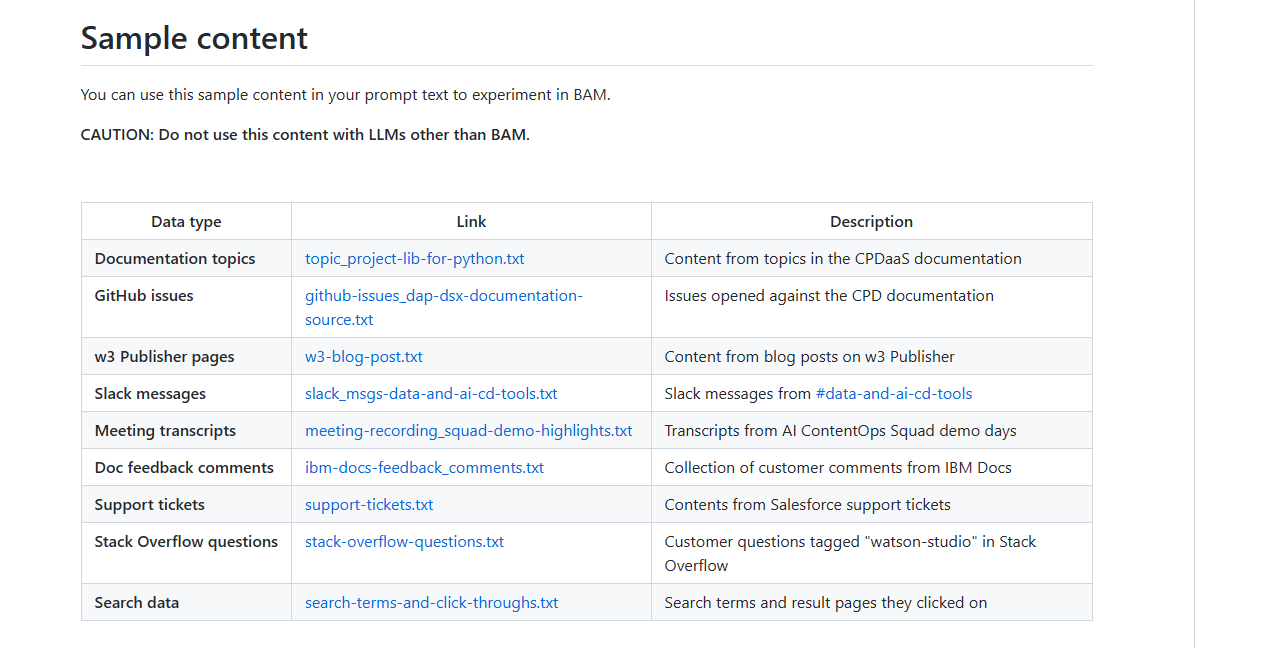 Sample content
You can use this sample content in your prompt text to experiment in BAM.
CAUTION: Do not use this content with LLMs other than BAM.
Data type Link Description
Documentation topics topic_project-lib-for-python.txt Content from topics in the CPDaaS documentation
GitHub issues github-issues_dap-dsx-documentation- Issues opened against the CPD documentation
source.txt
w3 Publisher pages w3-blog-post.txt Content from blog posts on w3 Publisher
Slack messages slack_msgs-data-and-ai-cd-tools.txt Slack messages from #data-and-ai-cd-tools
Meeting transcripts meeting-recording_squad-demo-highlights.txt Transcripts from AI ContentOps Squad demo days
Doc feedback comments ibm-docs-feedback_comments.txt Collection of customer comments from IBM Docs
Support tickets support-tickets.txt Contents from Salesforce support tickets
Stack Overflow questions stack-overflow-questions.txt Customer questions tagged "watson-studio" in Stack
Overflow
Search data search-terms-and-click-throughs.txt Search terms and result pages they clicked on